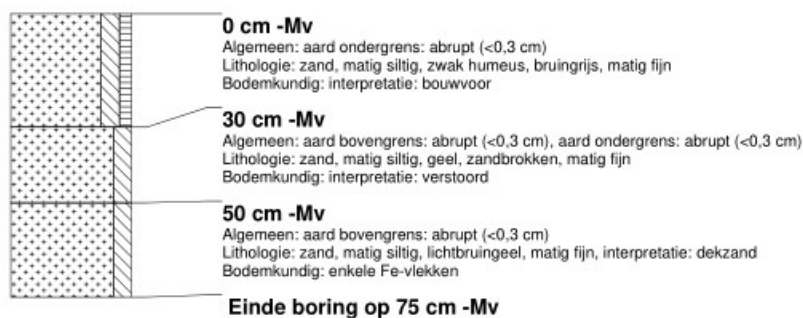 0 cm -Mv
Algemeen: aard ondergrens: abrupt (<0,3 cm)
Lithologie: zand, matig siltig, zwak humeus, bruingrijs, matig fijn
Bodemkundig: interpretatie: bouwvoor
30 cm -Mv
Algemeen: aard bovengrens: abrupt (<0,3 cm), aard ondergrens: abrupt (<0,3 cm)
Lithologie: zand, matig siltig, geel, zandbrokken, matig fijn
Bodemkundig: interpretatie: verstoord
50 cm -Mv
Algemeen: aard bovengrens: abrupt (<0,3 cm)
Lithologie: zand, matig siltig, lichtbruingeel, matig fijn, interpretatie: dekzand
Bodemkundig: enkele Fe-vlekken
Einde boring op 75 cm -Mv